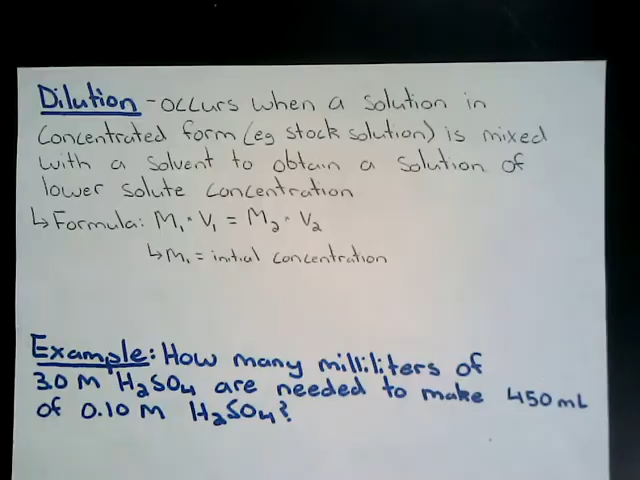 Dilution - occurs when a solution in
concentrated form (eg stock solution) is mixed
with a solvent to obtain a solution of
lower solute concentration
↳ Formula: M₁ · V₁ = M₂ · V₂
↳ M₁ = initial concentration
Example: How many milliliters of
3.0 M H₂SO₄ are needed to make 450 mL
of 0.10 M H₂SO₄?